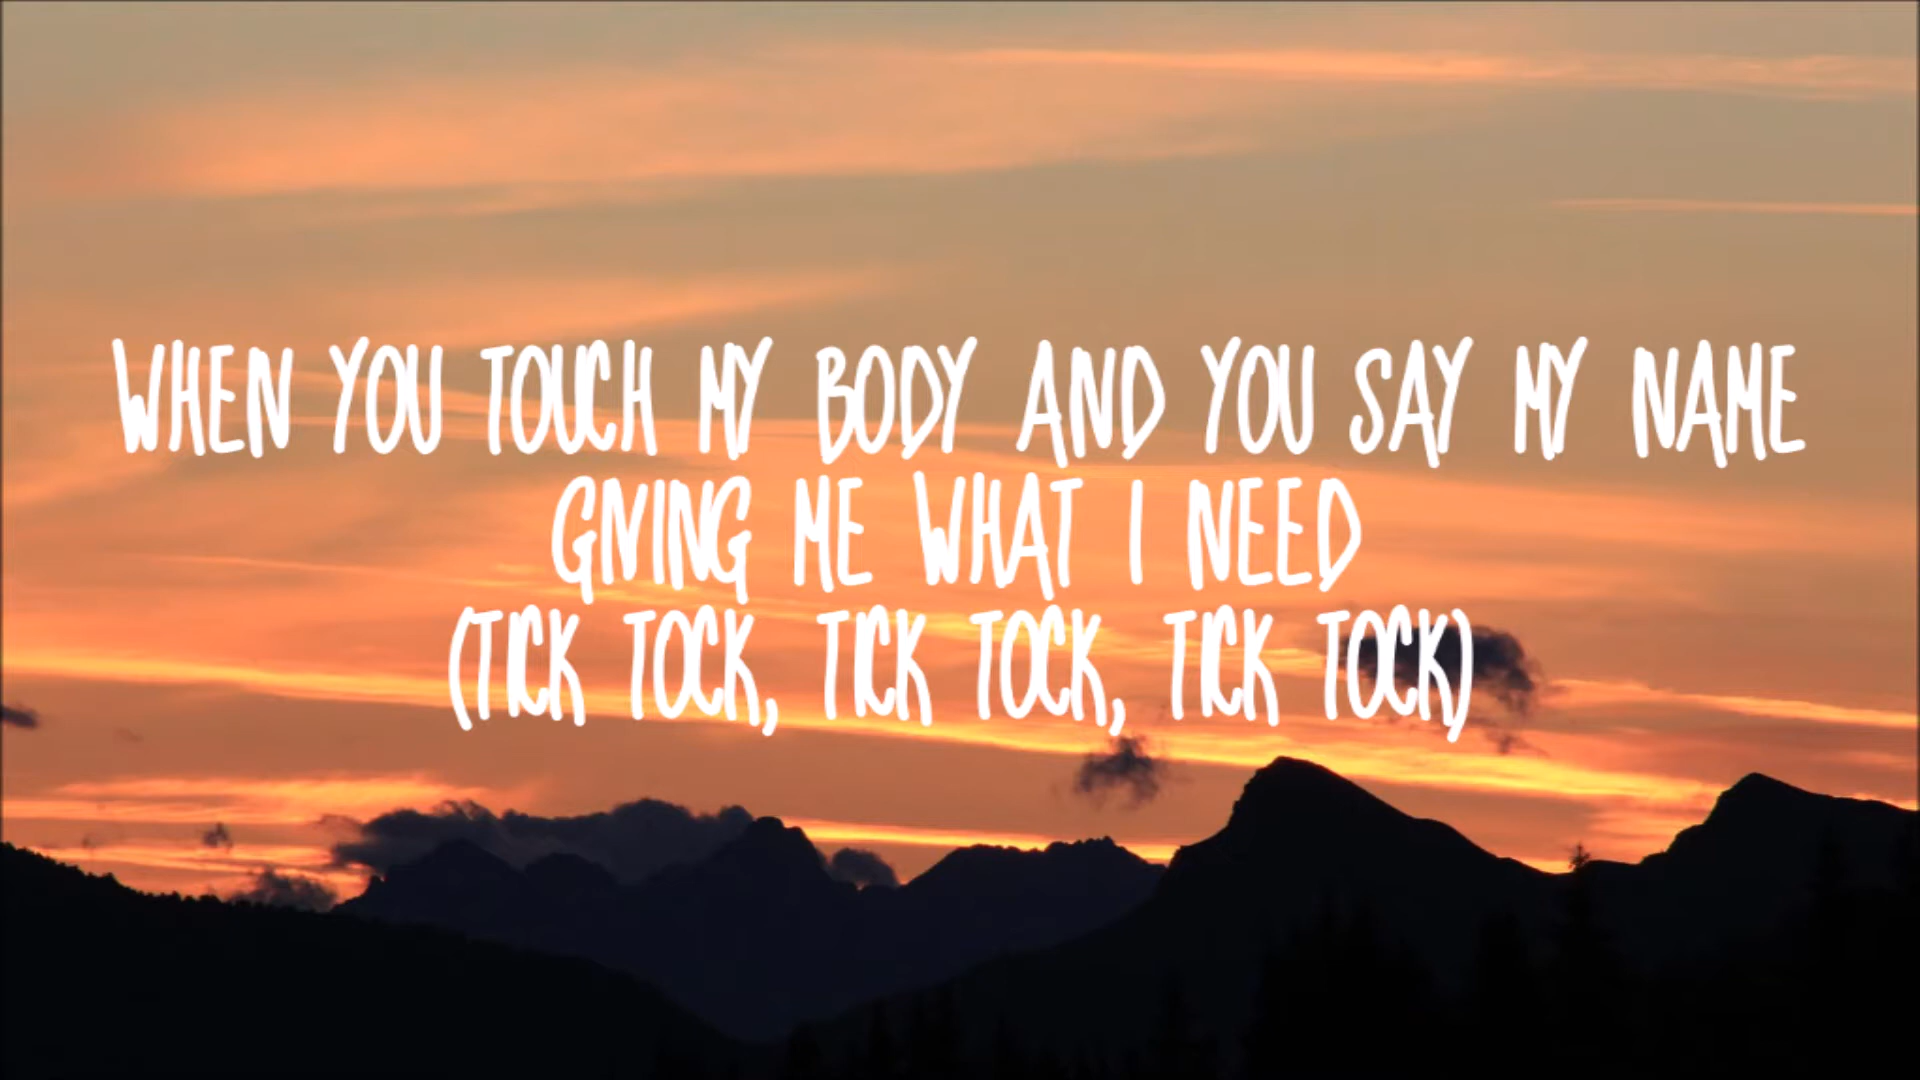 WHEN YOU TOUCH MY BODY AND YOU SAY MY NAME
GIVING ME WHAT I NEED
(TICK TOCK, TICK TOCK, TICK TOCK)